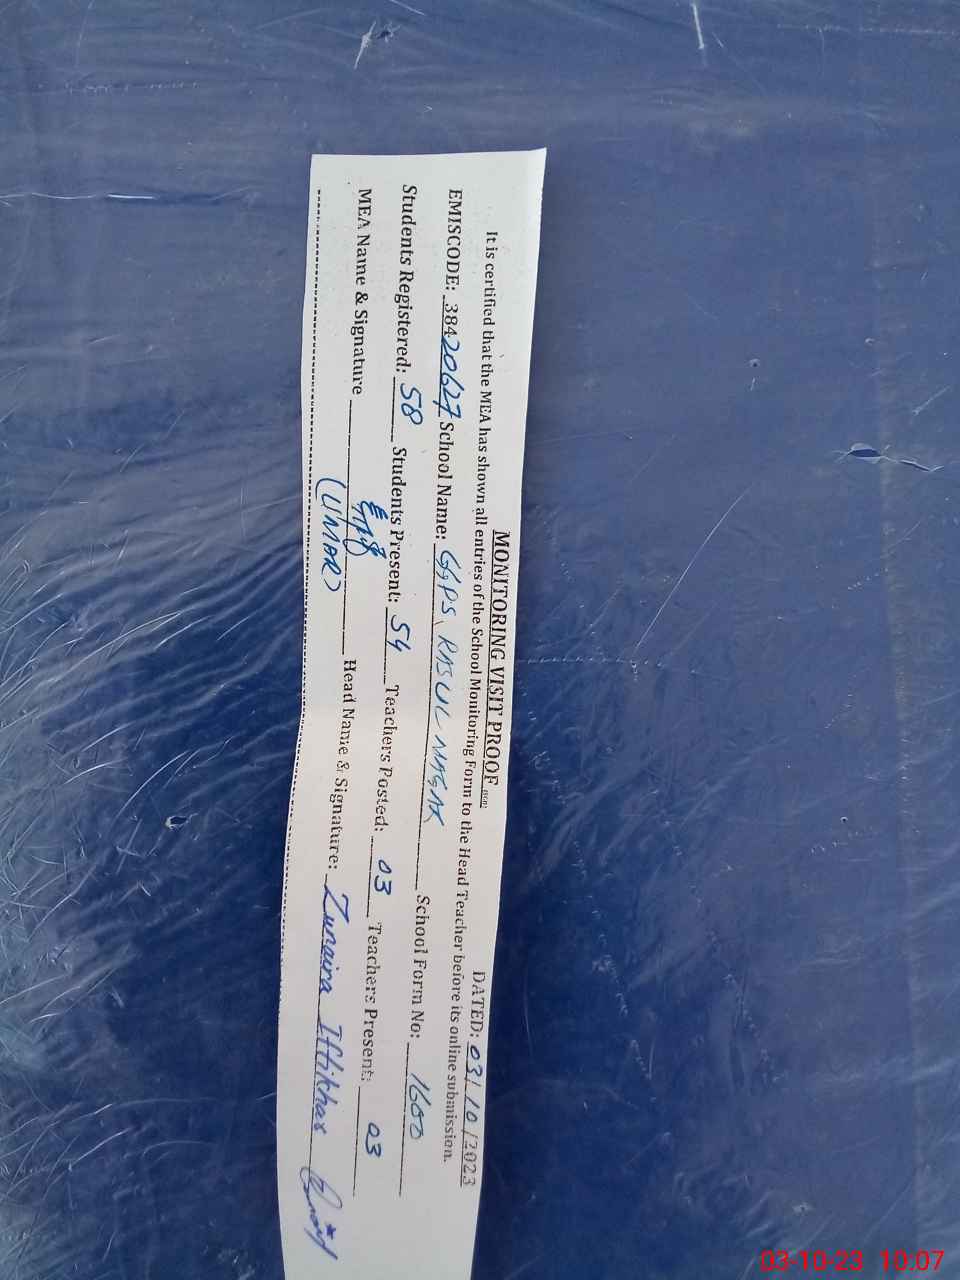 MONITORING VISIT PROOF
DATED: 03/10/2023
It is certified that the MEA has shown all entries of the School Monitoring Form to the Head Teacher before its online submission.
EMISCODE: 38420627 School Name: GGPS, RASUL NAGAR School Form No: 1600
Students Registered: 58 Students Present: 54 Teachers Posted: 03 Teachers Present: 03
MEA Name & Signature (UMAR) Head Name & Signature: Zunaira Iftikhar
03-10-23 10:07